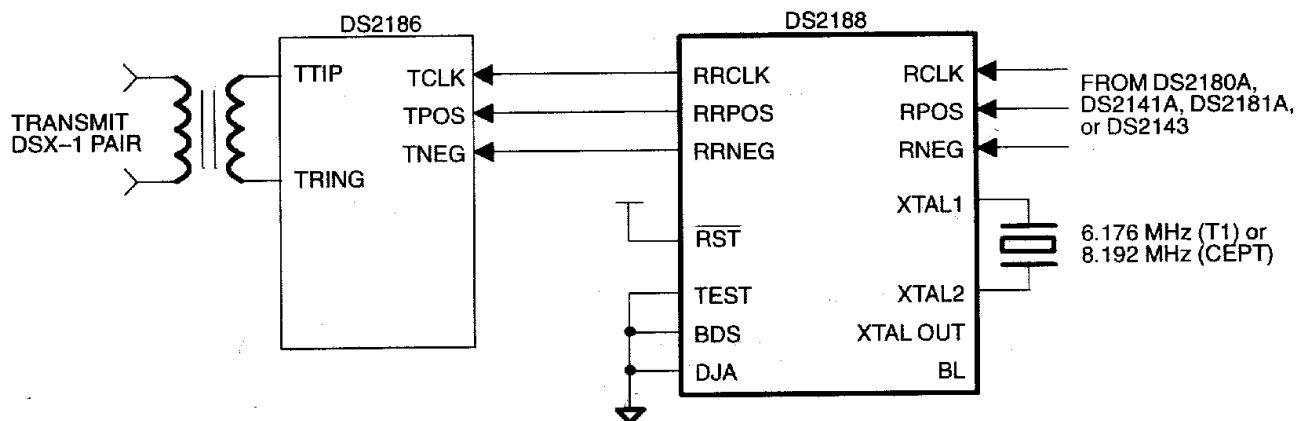 DS2186
DS2188
TTIP
TCLK
RRCLK
RCLK
FROM DS2180A,
DS2141A, DS2181A,
or DS2143
TRANSMIT
DSX–1 PAIR
TPOS
RRPOS
RPOS
TNEG
RRNEG
RNEG
TRING
XTAL1
RST
6.176 MHz (T1) or
8.192 MHz (CEPT)
TEST
XTAL2
BDS
XTAL OUT
DJA
BL